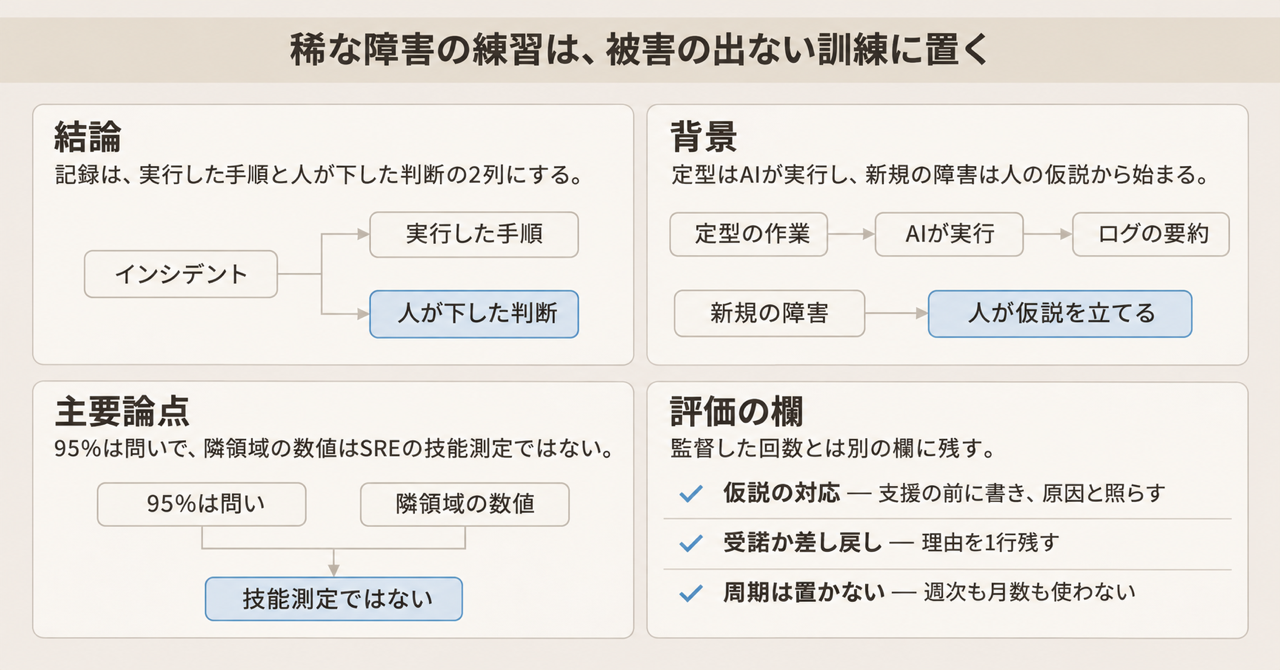 稀な障害の練習は、被害の出ない訓練に置く
結論
記録は、実行した手順と人が下した判断の2列にする。
インシデント
実行した手順
人が下した判断
背景
定型はAIが実行し、新規の障害は人の仮説から始まる。
定型の作業
AIが実行
ログの要約
新規の障害
人が仮説を立てる
主要論点
95%は問いで、隣領域の数値はSREの技能測定ではない。
95%は問い
隣領域の数値
技能測定ではない
評価の欄
監督した回数とは別の欄に残す。
仮説の対応 — 支援の前に書き、原因と照らす
受諾か差し戻し — 理由を1行残す
周期は置かない — 週次も月数も使わない